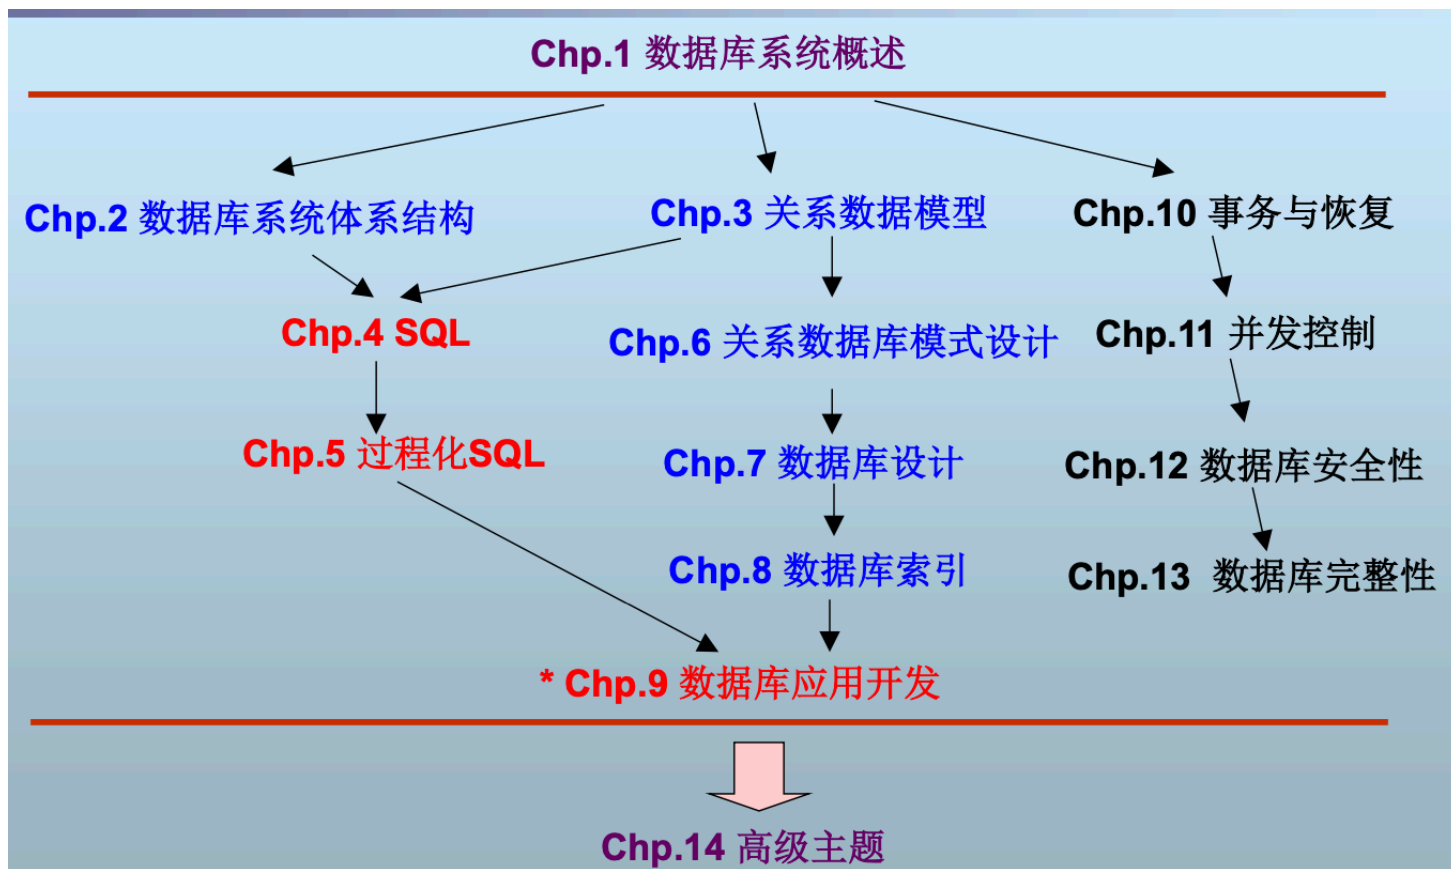 Chp.1 数据库系统概述
Chp.2 数据库系统体系结构
Chp.3 关系数据模型
Chp.10 事务与恢复
Chp.4 SQL
Chp.6 关系数据库模式设计
Chp.11 并发控制
Chp.5 过程化SQL
Chp.7 数据库设计
Chp.12 数据库安全性
Chp.8 数据库索引
Chp.13 数据库完整性
* Chp.9 数据库应用开发
Chp.14 高级主题